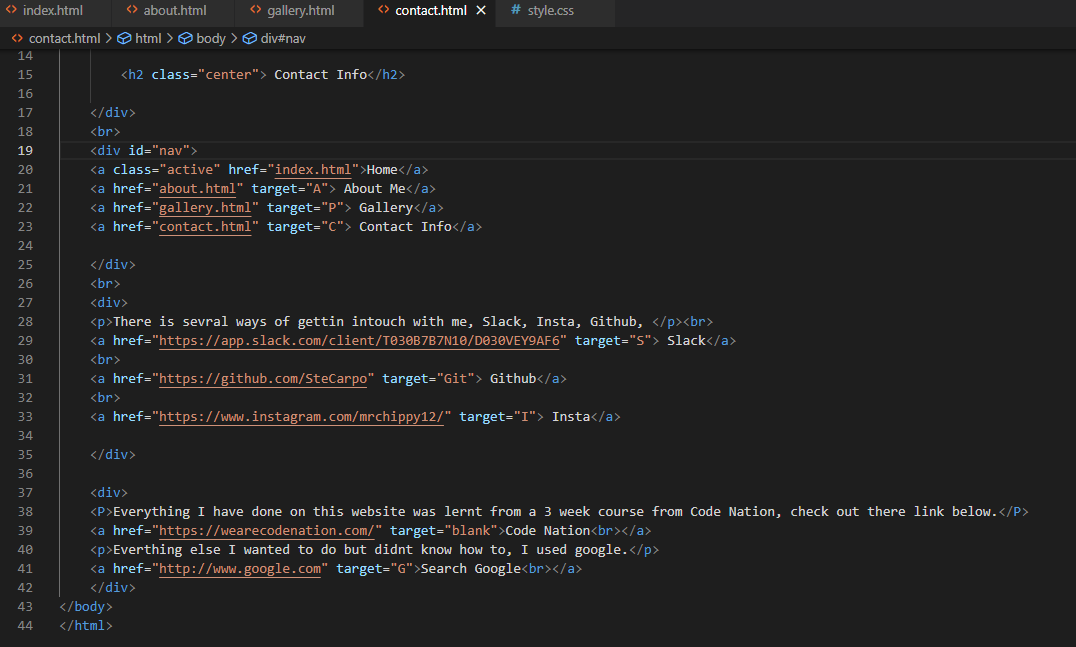 index.html about.html gallery.html contact.html # style.css
contact.html > html > body > div#nav
14
15 <h2 class="center"> Contact Info</h2>
16
17 </div>
18 <br>
19 <div id="nav">
20 <a class="active" href="index.html">Home</a>
21 <a href="about.html" target="A"> About Me</a>
22 <a href="gallery.html" target="P"> Gallery</a>
23 <a href="contact.html" target="C"> Contact Info</a>
24
25 </div>
26 <br>
27 <div>
28 <p>There is sevral ways of gettin intouch with me, Slack, Insta, Github, </p><br>
29 <a href="https://app.slack.com/client/T030B7B7N10/D030VEY9AF6" target="S"> Slack</a>
30 <br>
31 <a href="https://github.com/SteCarpo" target="Git"> Github</a>
32 <br>
33 <a href="https://www.instagram.com/mrchippy12/" target="I"> Insta</a>
34
35 </div>
36
37 <div>
38 <P>Everything I have done on this website was lernt from a 3 week course from Code Nation, check out there link below.</P>
39 <a href="https://wearecodenation.com/" target="blank">Code Nation<br></a>
40 <p>Everthing else I wanted to do but didnt know how to, I used google.</p>
41 <a href="http://www.google.com" target="G">Search Google<br></a>
42 </div>
43 </body>
44 </html>